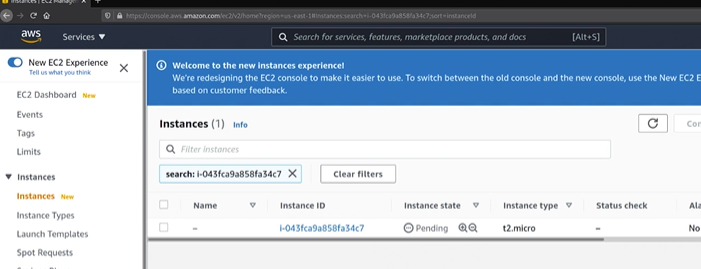 Instances | EC2 Manag
https://console.aws.amazon.com/ec2/v2/home?region=us-east-1#Instances:search=i-043fca9a858fa34c7;sort=instanceId
aws
Services
Search for services, features, marketplace products, and docs
[Alt+S]
New EC2 Experience
Tell us what you think
EC2 Dashboard New
Events
Tags
Limits
Instances
Instances New
Instance Types
Launch Templates
Spot Requests
Welcome to the new instances experience!
We're redesigning the EC2 console to make it easier to use. To switch between the old console and the new console, use the New EC2 E
based on customer feedback.
Instances (1) Info
Con
Filter instances
search: i-043fca9a858fa34c7
Clear filters
Name
Instance ID
Instance state
Instance type
Status check
Ala
–
i-043fca9a858fa34c7
Pending
t2.micro
–
No